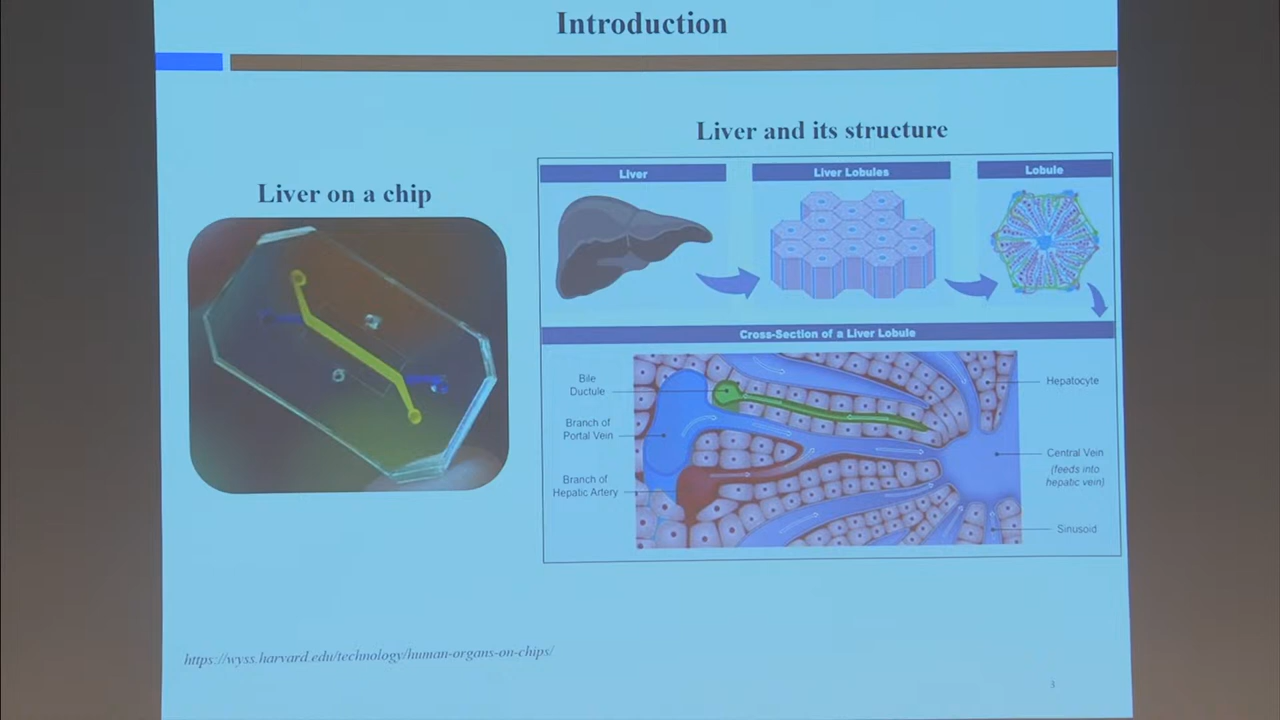 Introduction
Liver and its structure
Liver on a chip
Liver
Liver Lobules
Lobule
Cross-Section of a Liver Lobule
Bile
Ductule
Branch of
Portal Vein
Branch of
Hepatic Artery
Hepatocyte
Central Vein
(feeds into
hepatic vein)
Sinusoid
https://wyss.harvard.edu/technology/human-organs-on-chips/
3